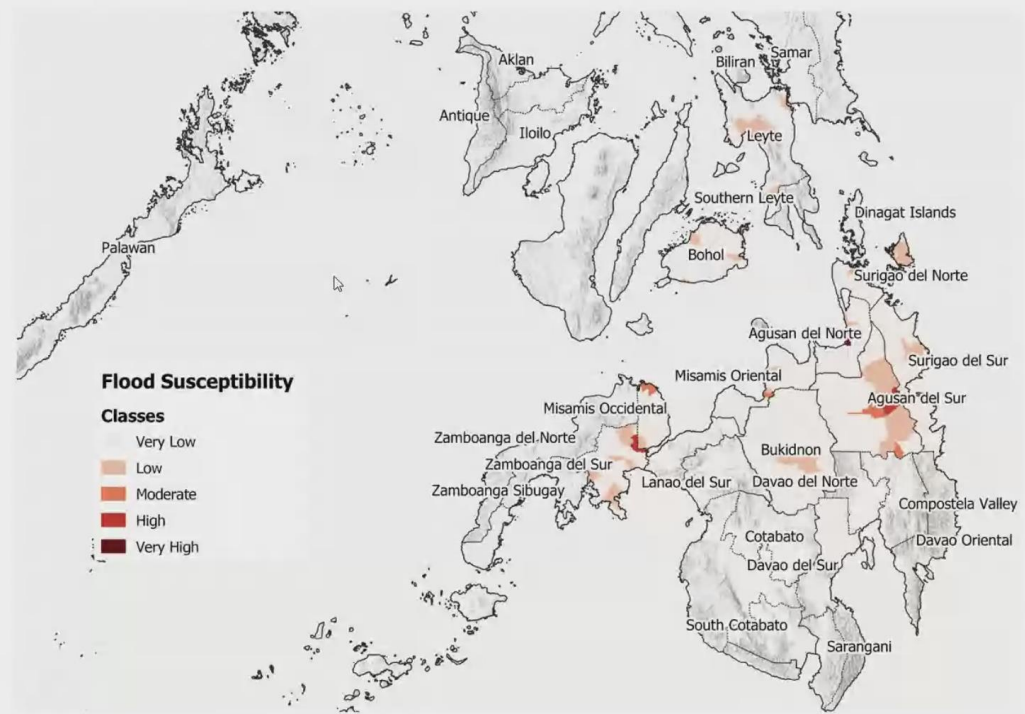 Aklan
Samar
Biliran
Antique
Iloilo
Leyte
Southern Leyte
Dinagat Islands
Palawan
Bohol
Surigao del Norte
Agusan del Norte
Surigao del Sur
Flood Susceptibility
Misamis Oriental
Agusan del Sur
Classes
Misamis Occidental
Very Low
Zamboanga del Norte
Bukidnon
Low
Zamboanga del Sur
Lanao del Sur
Davao del Norte
Moderate
Zamboanga Sibugay
Compostela Valley
High
Cotabato
Davao Oriental
Very High
Davao del Sur
South Cotabato
Sarangani